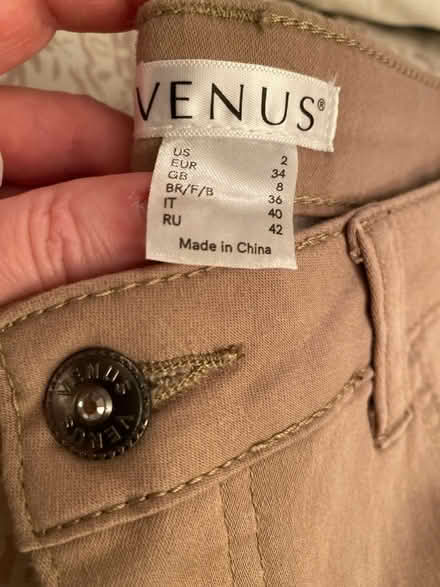 VENUS®
US 2
EUR 34
GB 8
BR/F/B 36
IT 40
RU 42
Made in China
VENUS VENUS